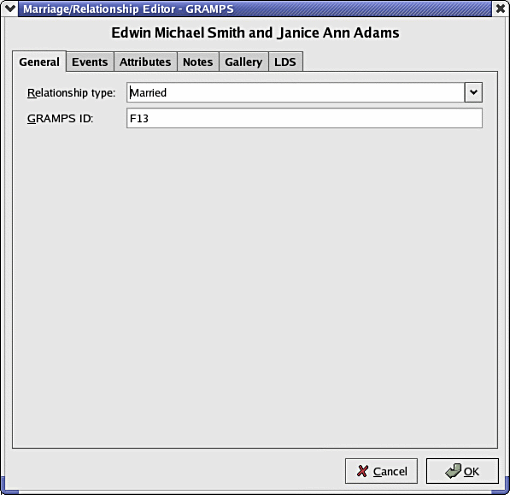 Marriage/Relationship Editor - GRAMPS
Edwin Michael Smith and Janice Ann Adams
General Events Attributes Notes Gallery LDS
Relationship type: Married
GRAMPS ID: F13
Cancel OK